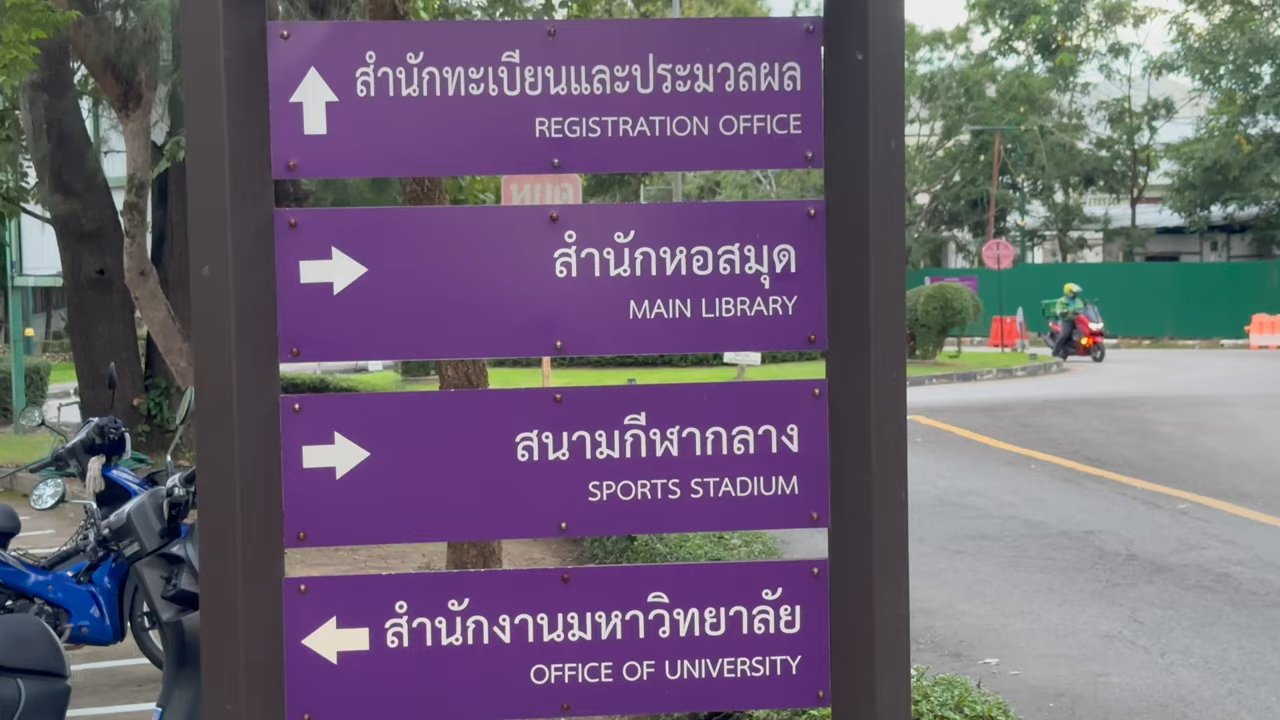 สำนักทะเบียนและประมวลผล
REGISTRATION OFFICE
หยุด
สำนักหอสมุด
MAIN LIBRARY
สนามกีฬากลาง
SPORTS STADIUM
สำนักงานมหาวิทยาลัย
OFFICE OF UNIVERSITY